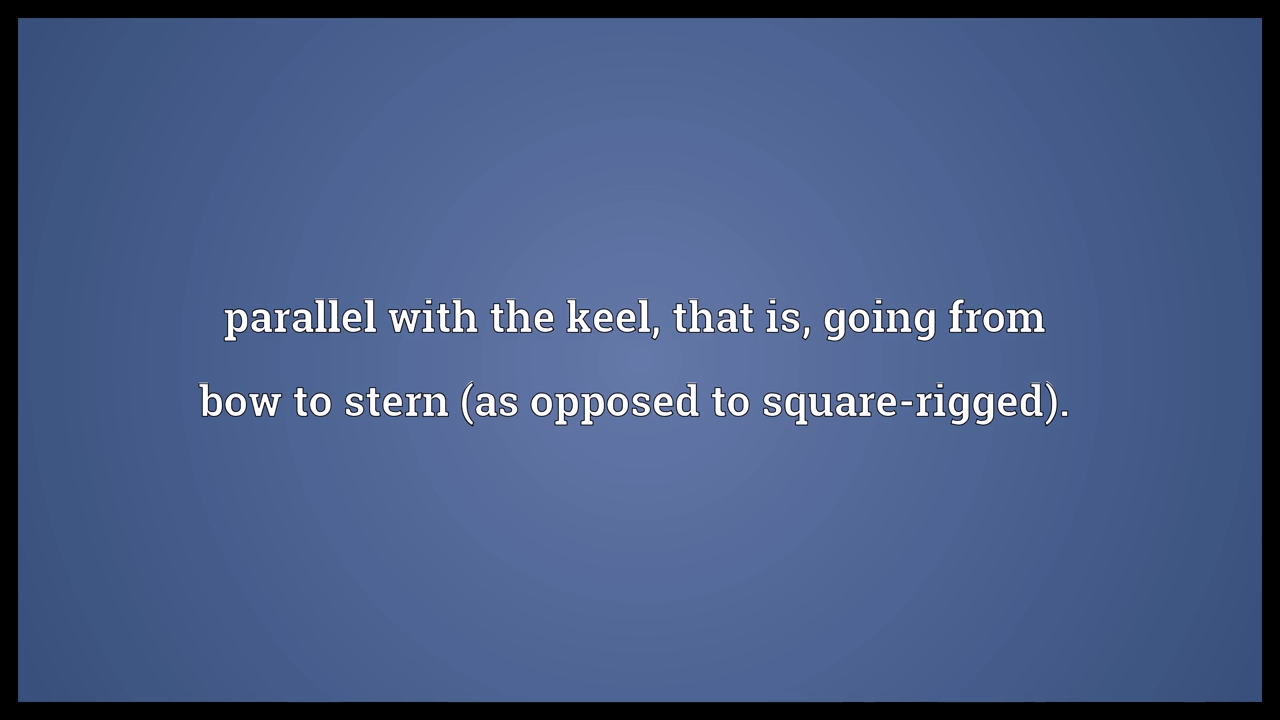 parallel with the keel, that is, going from
bow to stern (as opposed to square-rigged).